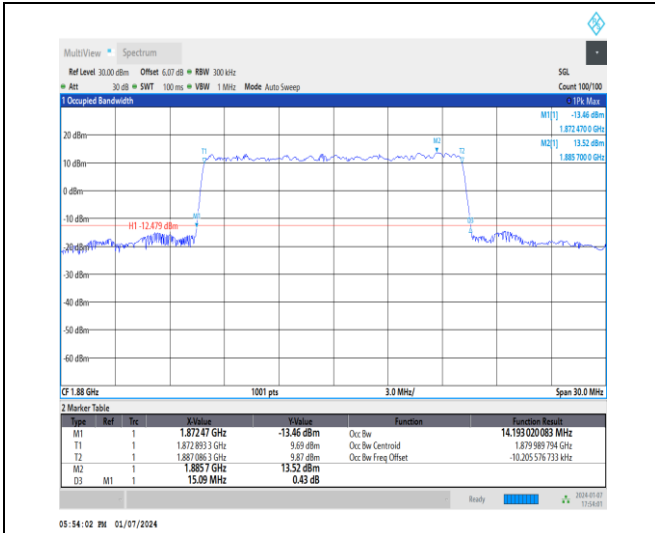 MultiView Spectrum
Ref Level 30.00 dBm Offset 6.07 dB RBW 300 kHz SGL
Att 30 dB SWT 100 ms VBW 1 MHz Mode Auto Sweep Count 100/100
1 Occupied Bandwidth 1Pk Max
M1[1] -13.46 dBm
1.872 470 0 GHz
20 dBm M2 M2[1] 13.52 dBm
T1 T2 1.885 700 0 GHz
10 dBm
0 dBm
-10 dBm M1 D3
H1 -12.479 dBm
-20 dBm
-30 dBm
-40 dBm
-50 dBm
-60 dBm
CF 1.88 GHz 1001 pts 3.0 MHz/ Span 30.0 MHz
2 Marker Table
Type Ref Trc X-Value Y-Value Function Function Result
M1 1 1.87247 GHz -13.46 dBm Occ Bw 14.193 020 083 MHz
T1 1 1.872 893 3 GHz 9.69 dBm Occ Bw Centroid 1.879 989 794 GHz
T2 1 1.887 086 3 GHz 9.87 dBm Occ Bw Freq Offset -10.205 576 733 kHz
M2 1 1.8857 GHz 13.52 dBm
D3 M1 1 15.09 MHz 0.43 dB
Ready 2024-01-07
17:54:01
05:54:02 PM 01/07/2024